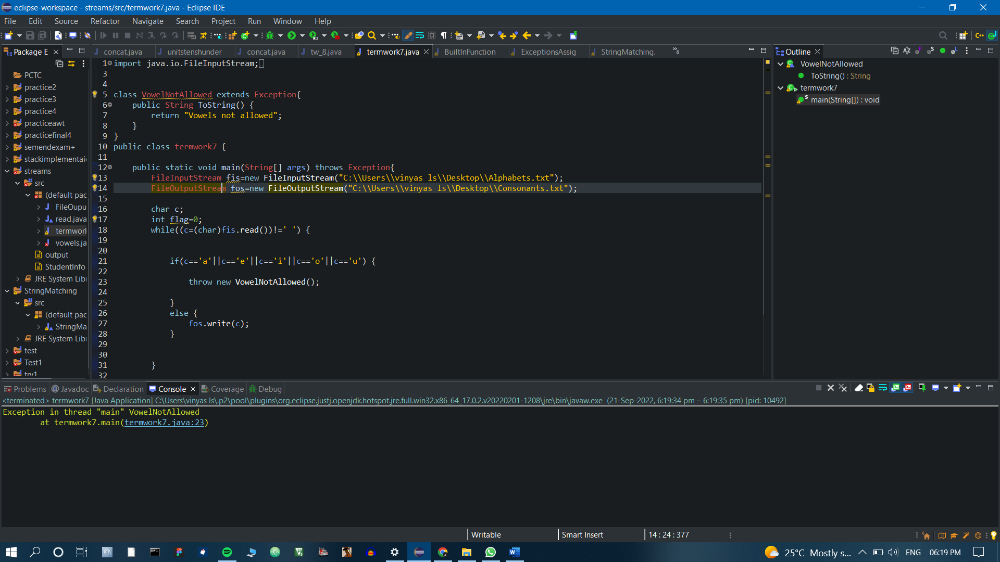 eclipse-workspace - streams/src/termwork7.java - Eclipse IDE
File Edit Source Refactor Navigate Search Project Run Window Help
Package E
concat.java unitstenshunder concat.java tw_8.java termwork7.java BuiltInFunction ExceptionsAssig StringMatching. »6
Outline
PCTC
practice2
practice3
practice4
practiceawt
practicefinal4
semendexam+
stackimplementai
streams
src
(default pac
FileOupu
read.java
termwork
vowels.ja
output
StudentInfo
JRE System Libr
StringMatching
src
(default pac
StringMa
JRE System Libr
test
Test1
try1
1 import java.io.FileInputStream;
3
4
5 class VowelNotAllowed extends Exception{
6 public String ToString() {
7 return "Vowels not allowed";
8 }
9 }
10 public class termwork7 {
11
12 public static void main(String[] args) throws Exception{
13 FileInputStream fis=new FileInputStream("C:\\Users\\vinyas ls\\Desktop\\Alphabets.txt");
14 FileOutputStream fos=new FileOutputStream("C:\\Users\\vinyas ls\\Desktop\\Consonants.txt");
15
16 char c;
17 int flag=0;
18 while((c=(char)fis.read())!=' ') {
19
20
21 if(c=='a'||c=='e'||c=='i'||c=='o'||c=='u') {
22
23 throw new VowelNotAllowed();
24
25 }
26 else {
27 fos.write(c);
28 }
29
30
31 }
32
VowelNotAllowed
ToString() : String
termwork7
main(String[]) : void
Problems Javadoc Declaration Console Coverage Debug
<terminated> termwork7 [Java Application] C:\Users\vinyas ls\.p2\pool\plugins\org.eclipse.justj.openjdk.hotspot.jre.full.win32.x86_64_17.0.2.v20220201-1208\jre\bin\javaw.exe (21-Sep-2022, 6:19:34 pm – 6:19:35 pm) [pid: 10492]
Exception in thread "main" VowelNotAllowed
at termwork7.main(termwork7.java:23)
Writable Smart Insert 14 : 24 : 377
25°C Mostly s... ENG 06:19 PM